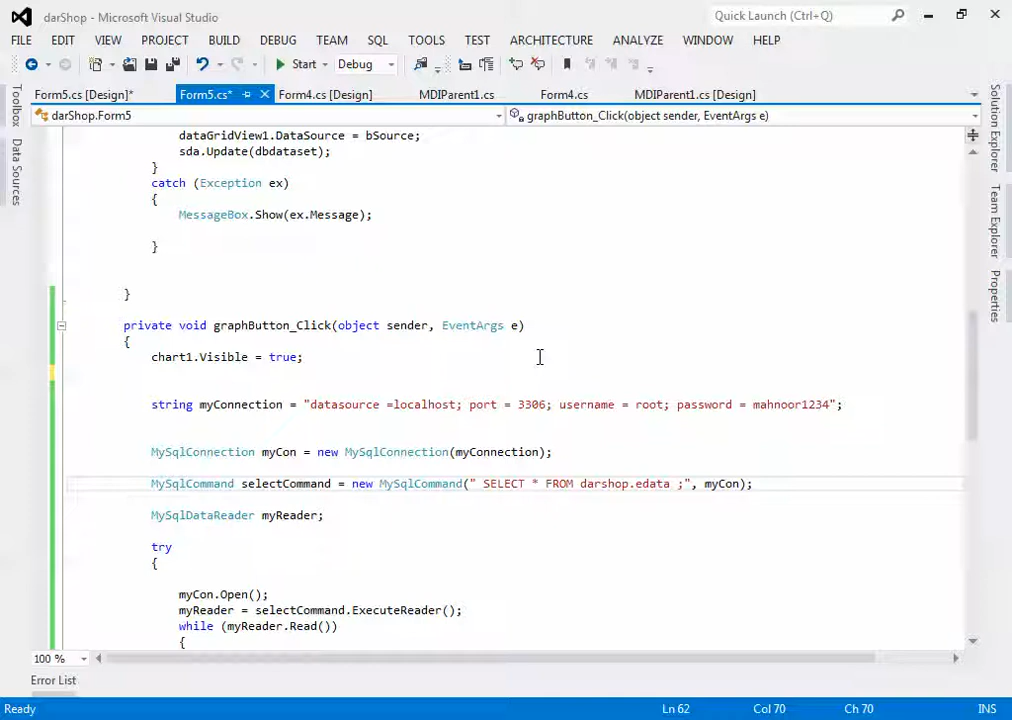 darShop - Microsoft Visual Studio
Quick Launch (Ctrl+Q)
FILE EDIT VIEW PROJECT BUILD DEBUG TEAM SQL TOOLS TEST ARCHITECTURE ANALYZE WINDOW HELP
Start Debug
Form5.cs [Design]* Form5.cs* Form4.cs [Design] MDIParent1.cs Form4.cs MDIParent1.cs [Design]
darShop.Form5 graphButton_Click(object sender, EventArgs e)
Toolbox
Data Sources
Solution Explorer
Team Explorer
Properties
dataGridView1.DataSource = bSource;
sda.Update(dbdataset);
}
catch (Exception ex)
{
MessageBox.Show(ex.Message);
}
}
private void graphButton_Click(object sender, EventArgs e)
{
chart1.Visible = true;
string myConnection = "datasource =localhost; port = 3306; username = root; password = mahnoor1234";
MySqlConnection myCon = new MySqlConnection(myConnection);
MySqlCommand selectCommand = new MySqlCommand(" SELECT * FROM darshop.edata ;", myCon);
MySqlDataReader myReader;
try
{
myCon.Open();
myReader = selectCommand.ExecuteReader();
while (myReader.Read())
{
100 %
Error List
Ready Ln 62 Col 70 Ch 70 INS